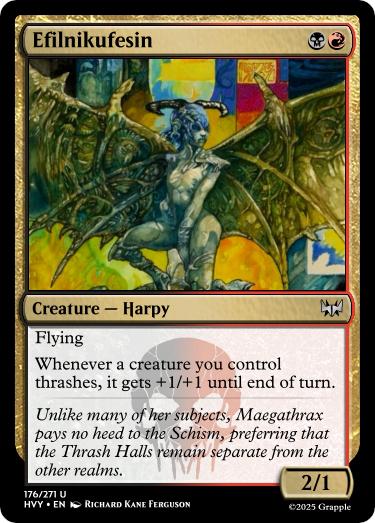 Efilnikufesin
Creature — Harpy
Flying
Whenever a creature you control
thrashes, it gets +1/+1 until end of turn.
Unlike many of her subjects, Maegathrax
pays no heed to the Schism, preferring that
the Thrash Halls remain separate from the
other realms.
2/1
176/271 U
HVY • EN Richard Kane Ferguson
©2025 Grapple